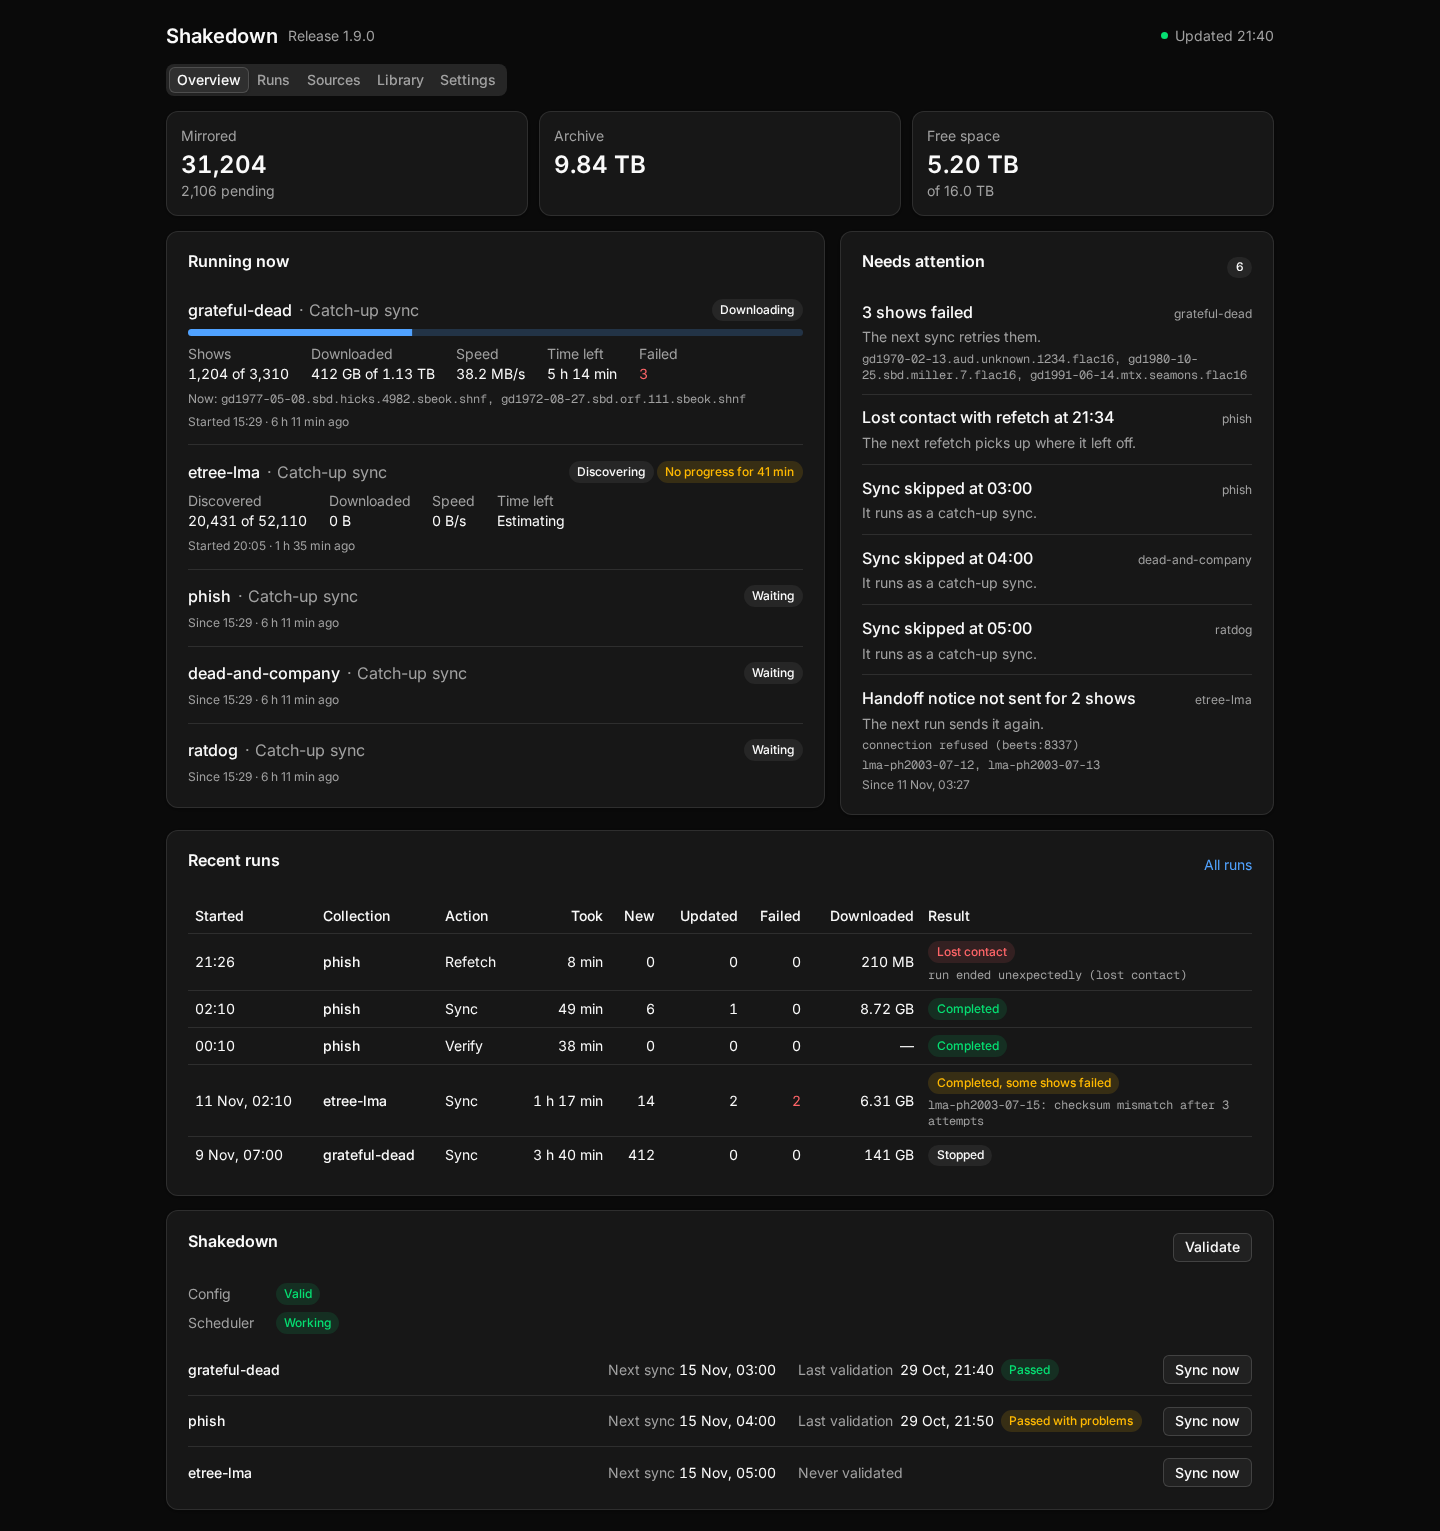 Shakedown Release 1.9.0
Updated 21:40
Overview Runs Sources Library Settings
Mirrored
31,204
2,106 pending
Archive
9.84 TB
Free space
5.20 TB
of 16.0 TB
Running now
grateful-dead · Catch-up sync Downloading
Shows Downloaded Speed Time left Failed
1,204 of 3,310 412 GB of 1.13 TB 38.2 MB/s 5 h 14 min 3
Now: gd1977-05-08.sbd.hicks.4982.sbeok.shnf, gd1972-08-27.sbd.orf.111.sbeok.shnf
Started 15:29 · 6 h 11 min ago
etree-lma · Catch-up sync Discovering No progress for 41 min
Discovered Downloaded Speed Time left
20,431 of 52,110 0 B 0 B/s Estimating
Started 20:05 · 1 h 35 min ago
phish · Catch-up sync Waiting
Since 15:29 · 6 h 11 min ago
dead-and-company · Catch-up sync Waiting
Since 15:29 · 6 h 11 min ago
ratdog · Catch-up sync Waiting
Since 15:29 · 6 h 11 min ago
Needs attention 6
3 shows failed grateful-dead
The next sync retries them.
gd1970-02-13.aud.unknown.1234.flac16, gd1980-10-
25.sbd.miller.7.flac16, gd1991-06-14.mtx.seamons.flac16
Lost contact with refetch at 21:34 phish
The next refetch picks up where it left off.
Sync skipped at 03:00 phish
It runs as a catch-up sync.
Sync skipped at 04:00 dead-and-company
It runs as a catch-up sync.
Sync skipped at 05:00 ratdog
It runs as a catch-up sync.
Handoff notice not sent for 2 shows etree-lma
The next run sends it again.
connection refused (beets:8337)
lma-ph2003-07-12, lma-ph2003-07-13
Since 11 Nov, 03:27
Recent runs All runs
Started Collection Action Took New Updated Failed Downloaded Result
21:26 phish Refetch 8 min 0 0 0 210 MB Lost contact
run ended unexpectedly (lost contact)
02:10 phish Sync 49 min 6 1 0 8.72 GB Completed
00:10 phish Verify 38 min 0 0 0 — Completed
11 Nov, 02:10 etree-lma Sync 1 h 17 min 14 2 2 6.31 GB Completed, some shows failed
lma-ph2003-07-15: checksum mismatch after 3
attempts
9 Nov, 07:00 grateful-dead Sync 3 h 40 min 412 0 0 141 GB Stopped
Shakedown Validate
Config Valid
Scheduler Working
grateful-dead Next sync 15 Nov, 03:00 Last validation 29 Oct, 21:40 Passed Sync now
phish Next sync 15 Nov, 04:00 Last validation 29 Oct, 21:50 Passed with problems Sync now
etree-lma Next sync 15 Nov, 05:00 Never validated Sync now